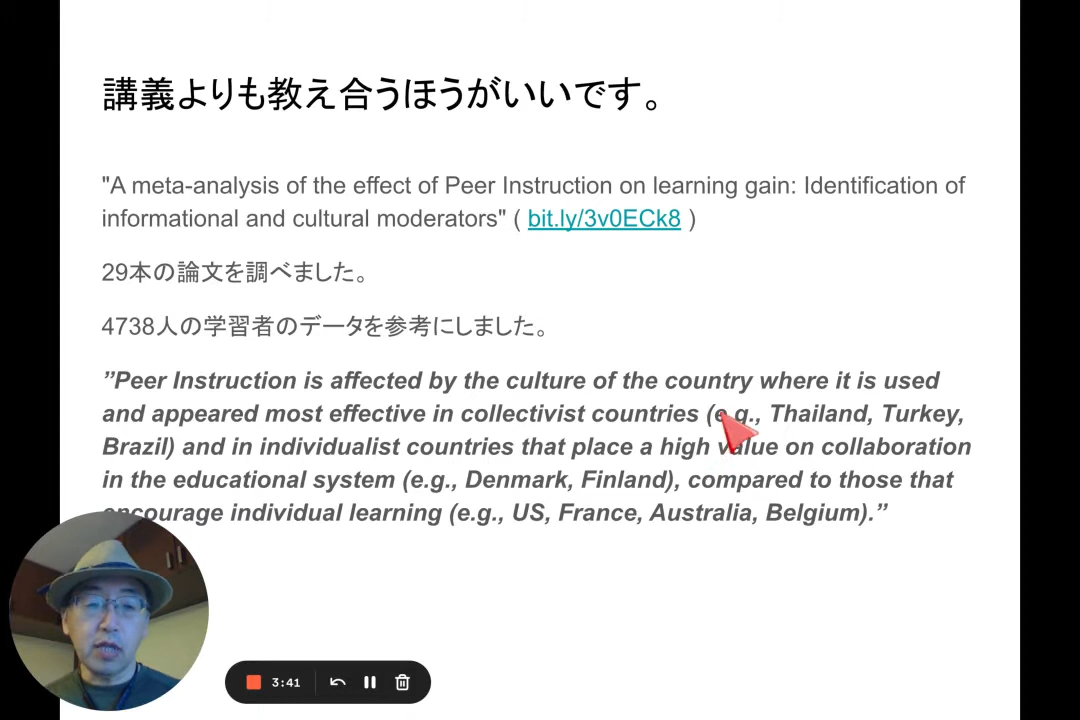 講義よりも教え合うほうがいいです。
"A meta-analysis of the effect of Peer Instruction on learning gain: Identification of
informational and cultural moderators" ( bit.ly/3v0ECk8 )
29本の論文を調べました。
4738人の学習者のデータを参考にしました。
”Peer Instruction is affected by the culture of the country where it is used
and appeared most effective in collectivist countries (e.g., Thailand, Turkey,
Brazil) and in individualist countries that place a high value on collaboration
in the educational system (e.g., Denmark, Finland), compared to those that
encourage individual learning (e.g., US, France, Australia, Belgium).”
3:41